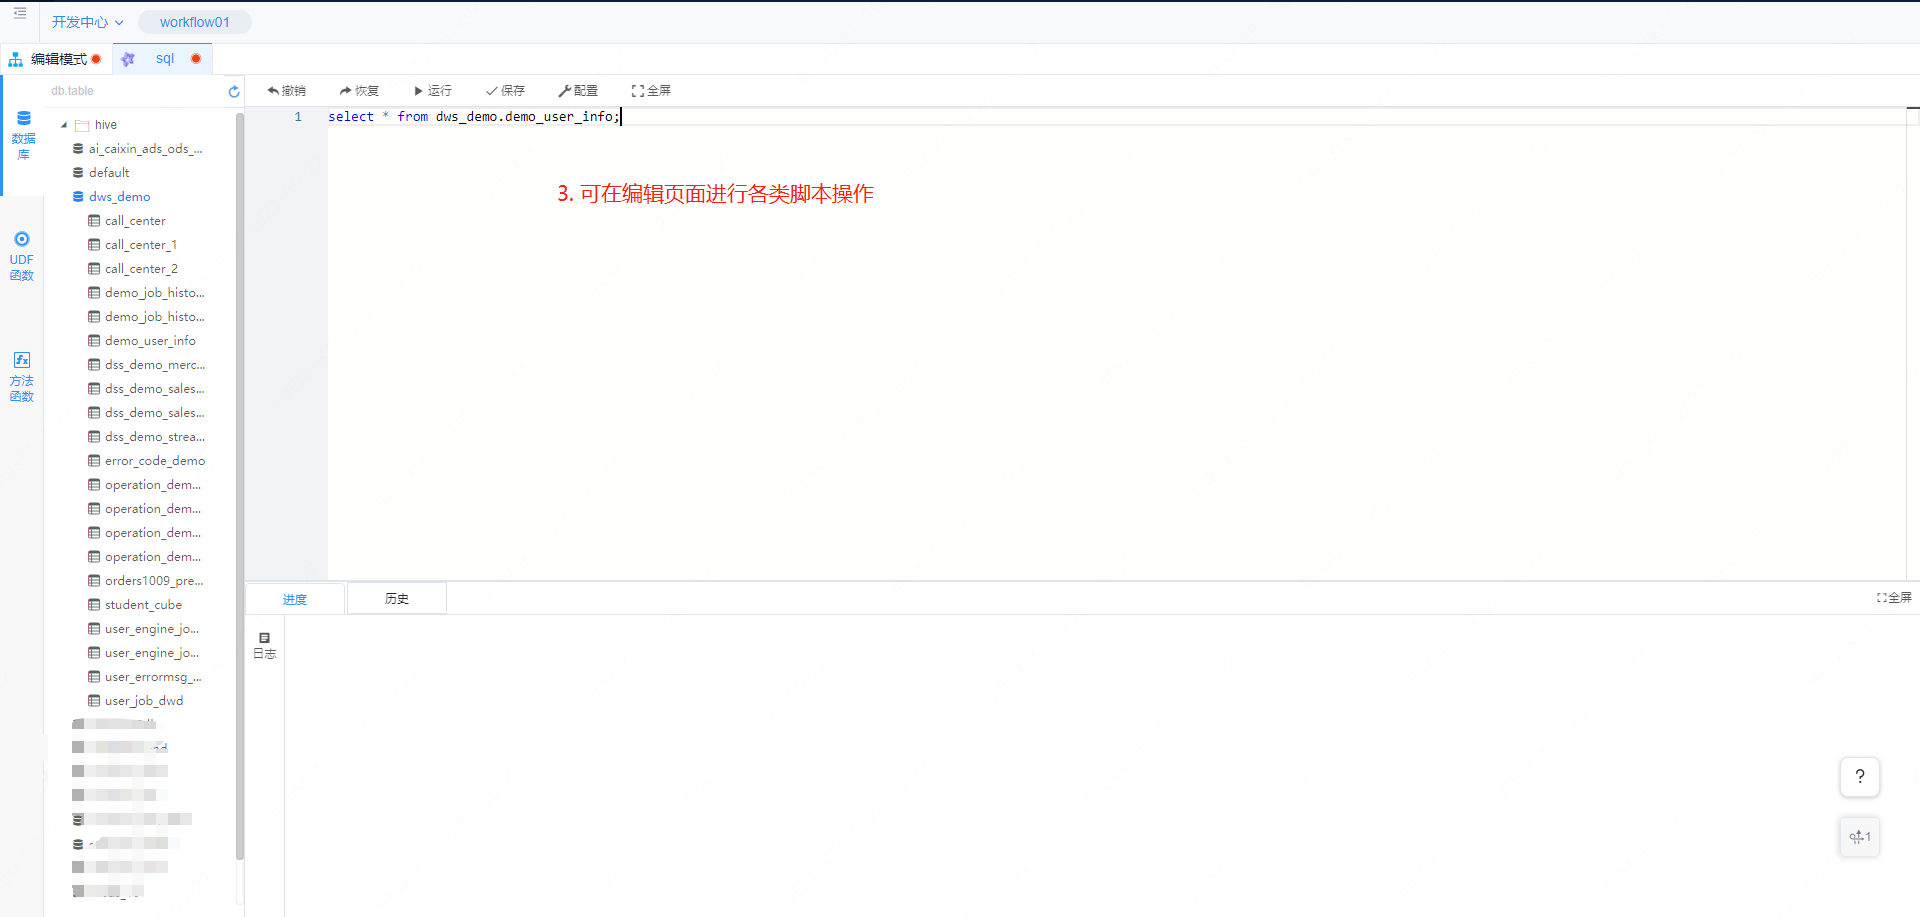 开发中心
workflow01
编辑模式
sql
db.table
撤销
恢复
运行
保存
配置
全屏
数据
库
UDF
函数
方法
函数
hive
ai_caixin_ads_ods_...
default
dws_demo
call_center
call_center_1
call_center_2
demo_job_histo...
demo_job_histo...
demo_user_info
dss_demo_merc...
dss_demo_sales...
dss_demo_sales...
dss_demo_strea...
error_code_demo
operation_dem...
operation_dem...
operation_dem...
operation_dem...
orders1009_pre...
student_cube
user_engine_jo...
user_engine_jo...
user_errormsg_...
user_job_dwd
1
select * from dws_demo.demo_user_info;
3. 可在编辑页面进行各类脚本操作
进度
历史
全屏
日志
?
1